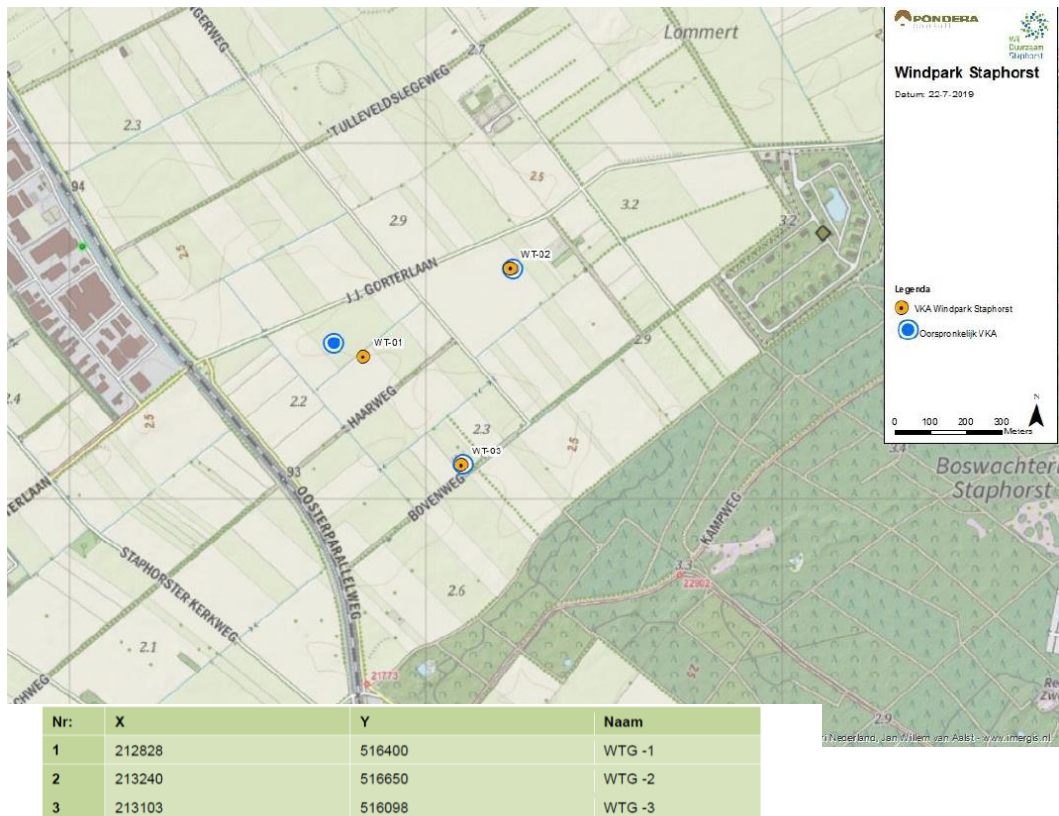 PONDERA
Wij
Duurzaam
Staphorst
Windpark Staphorst
Datum: 22-7-2019
Legenda
VKA Windpark Staphorst
Oorspronkelijk VKA
N
0 100 200 300
Meters
Lommert
2.7
'T ULLEVELDSLEGEWEG
2.3
94
2.5
2.9
2.5
3.2
3.2
WT-02
J.J. GORTERLAAN
WT-01
2.9
2.2
HAARWEG
2.3
2.5
2.5
WT-03
93
BOVENWEG
3.4
Staphorst
OOSTERPARALLELWEG
KAMPWEG
STAPHORSTER KERKWEG
3.3
22902
2.6
2.1
21773
2.9
Nederland, Jan Willem van Aalst - www.imergis.nl
Nr: X Y Naam
1 212828 516400 WTG -1
2 213240 516650 WTG -2
3 213103 516098 WTG -3